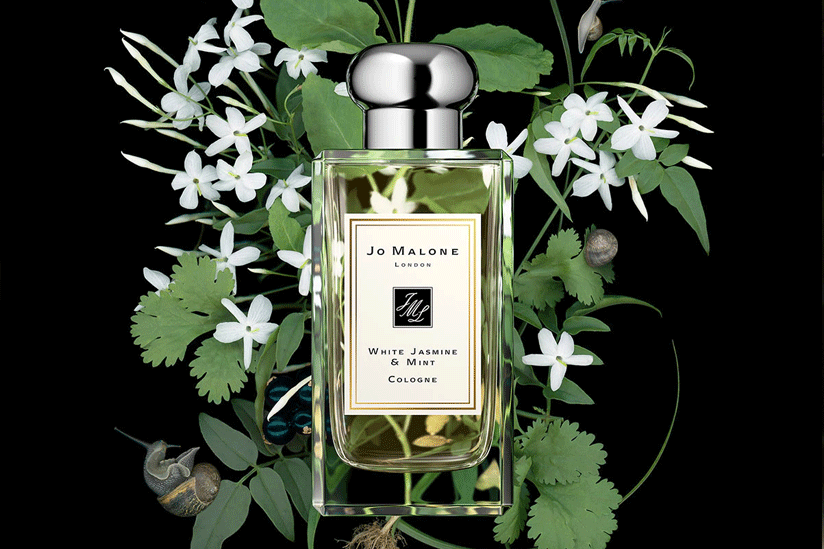 JO MALONE
LONDON
JML
WHITE JASMINE
& MINT
COLOGNE